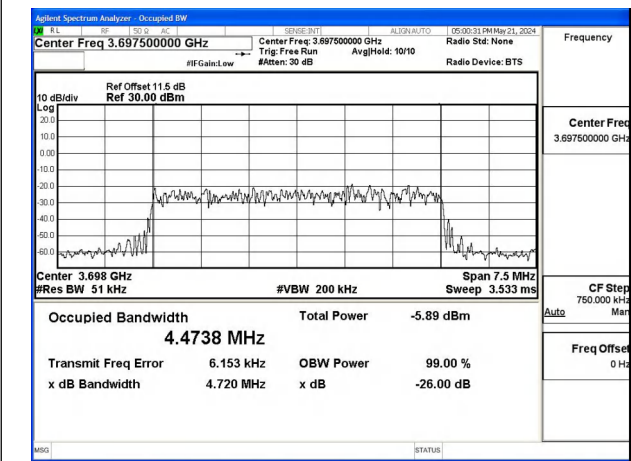 Agilent Spectrum Analyzer - Occupied BW
RL RF 50 Ω AC SENSE:INT ALIGN AUTO 05:00:31 PM May 21, 2024
Center Freq 3.697500000 GHz Center Freq: 3.697500000 GHz Radio Std: None Frequency
Trig: Free Run Avg|Hold: 10/10
#IFGain:Low #Atten: 30 dB Radio Device: BTS
Ref Offset 11.5 dB
10 dB/div Ref 30.00 dBm
Log
20.0
10.0
0.00
-10.0
-20.0
-30.0
-40.0
-50.0
-60.0
Center Freq
3.697500000 GHz
Center 3.698 GHz Span 7.5 MHz
#Res BW 51 kHz #VBW 200 kHz Sweep 3.533 ms
CF Step
750.000 kHz
Auto Man
Occupied Bandwidth Total Power -5.89 dBm
4.4738 MHz
Transmit Freq Error 6.153 kHz OBW Power 99.00 %
x dB Bandwidth 4.720 MHz x dB -26.00 dB
Freq Offset
0 Hz
MSG STATUS